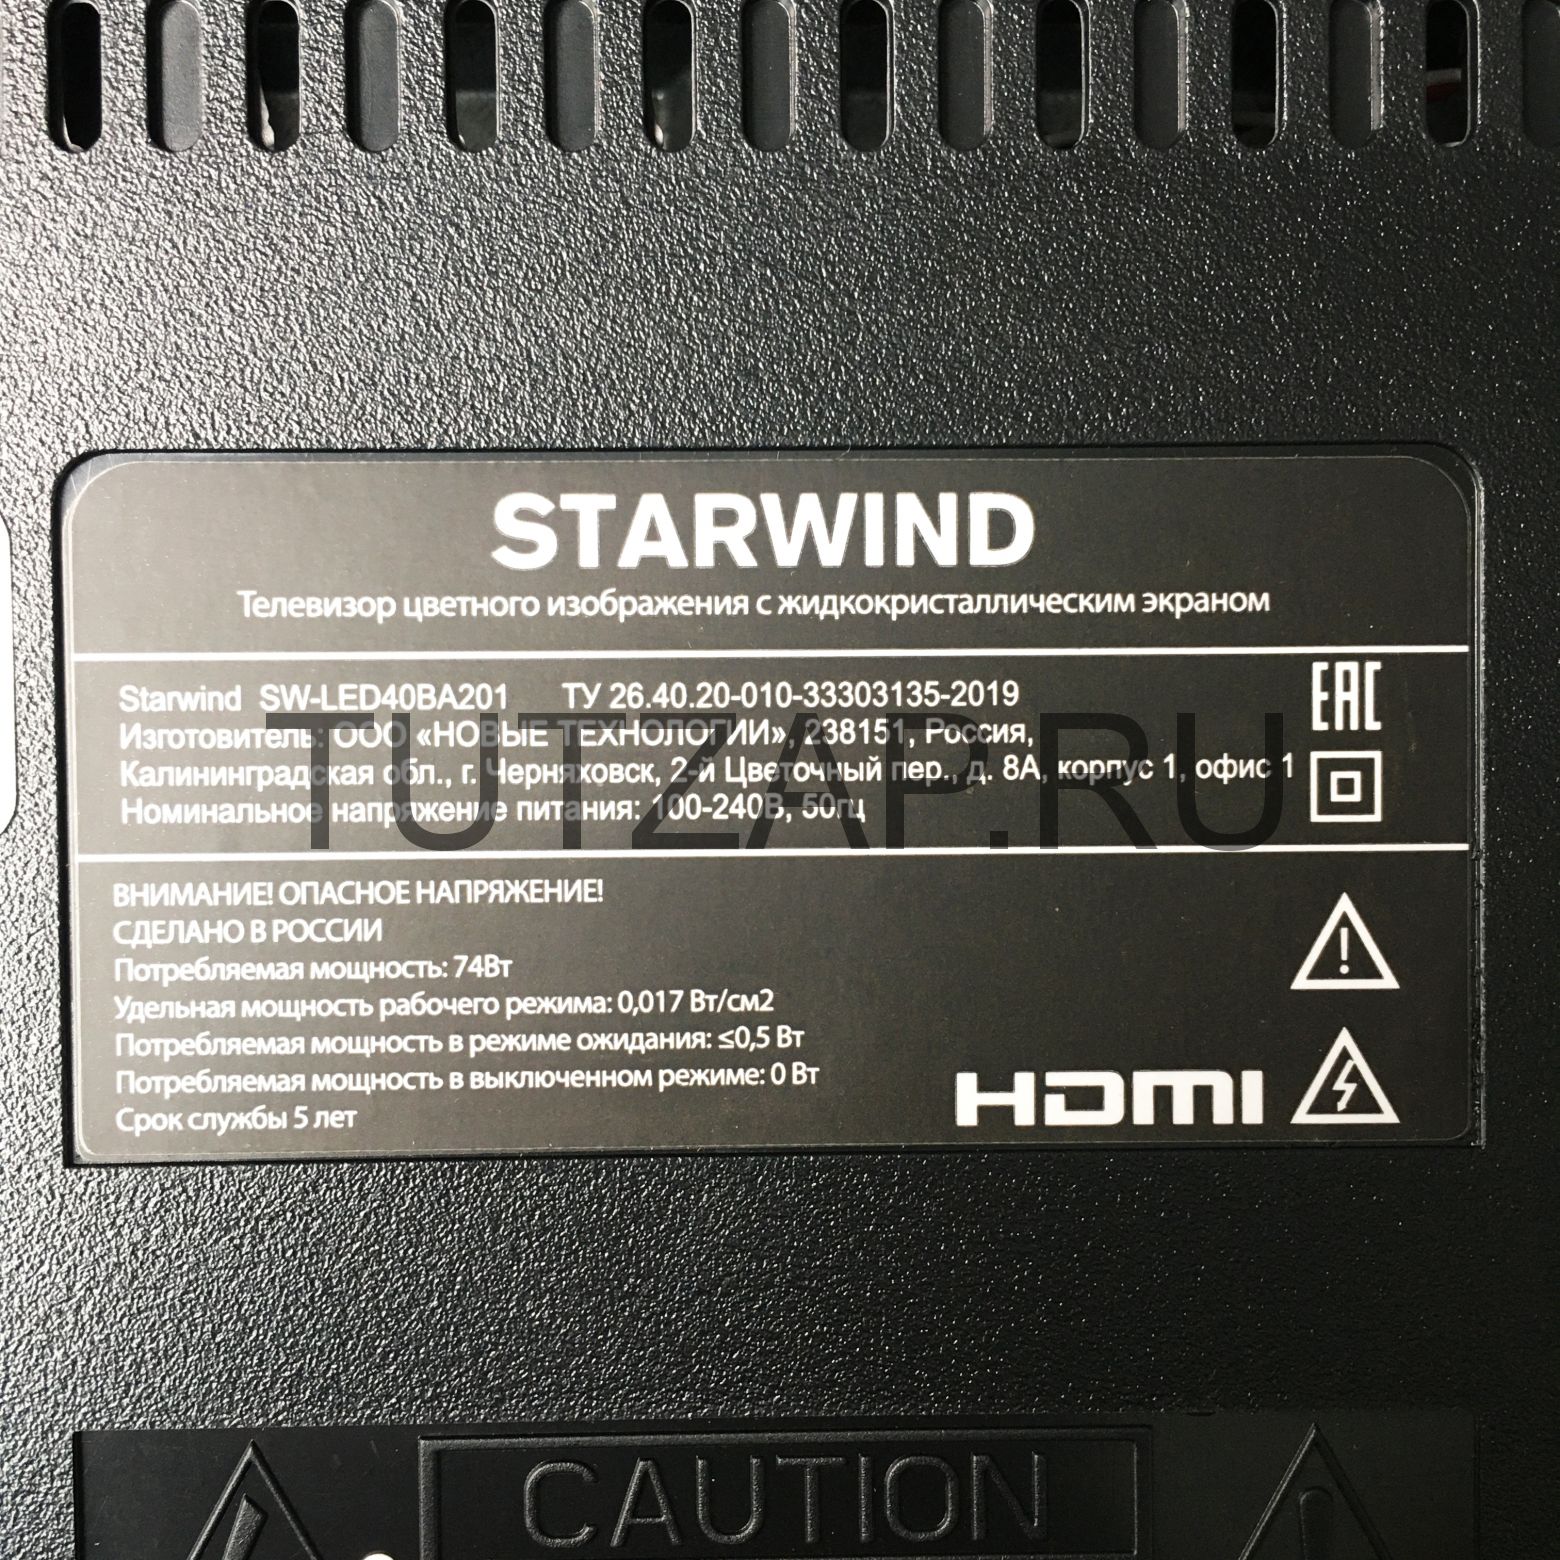 STARWIND
Телевизор цветного изображения с жидкокристаллическим экраном
Starwind SW-LED40BA201 ТУ 26.40.20-010-33303135-2019
EAC
Изготовитель: ООО «НОВЫЕ ТЕХНОЛОГИИ», 238151, Россия,
Калининградская обл., г. Черняховск, 2-й Цветочный пер., д. 8А, корпус 1, офис 1
Номинальное напряжение питания: 100-240В, 50гц
TUTZAP.RU
ВНИМАНИЕ! ОПАСНОЕ НАПРЯЖЕНИЕ!
СДЕЛАНО В РОССИИ
Потребляемая мощность: 74Вт
Удельная мощность рабочего режима: 0,017 Вт/см2
Потребляемая мощность в режиме ожидания: ≤0,5 Вт
Потребляемая мощность в выключенном режиме: 0 Вт
Срок службы 5 лет
HDMI
CAUTION